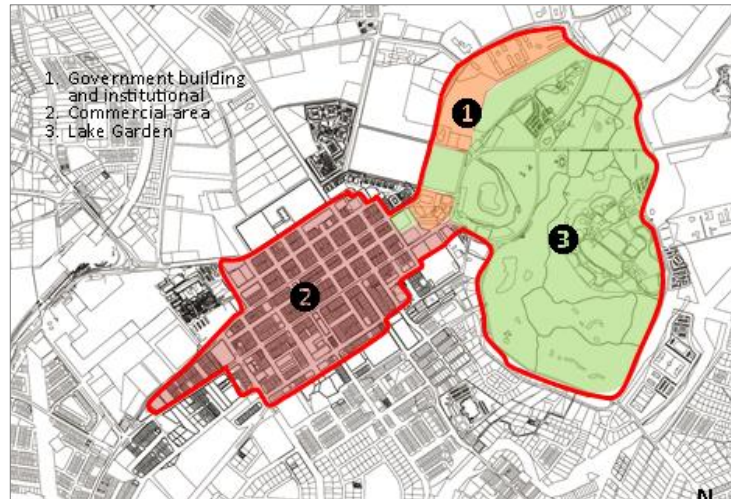 1. Government building
and institutional
2. Commercial area
3. Lake Garden
1
2
3
N